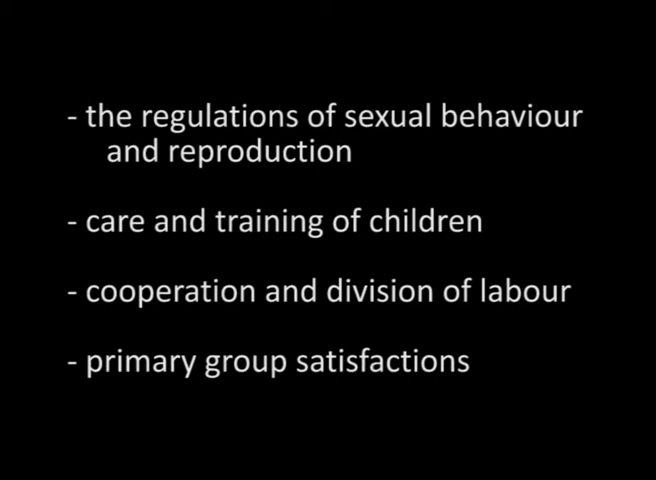 - the regulations of sexual behaviour
and reproduction
- care and training of children
- cooperation and division of labour
- primary group satisfactions